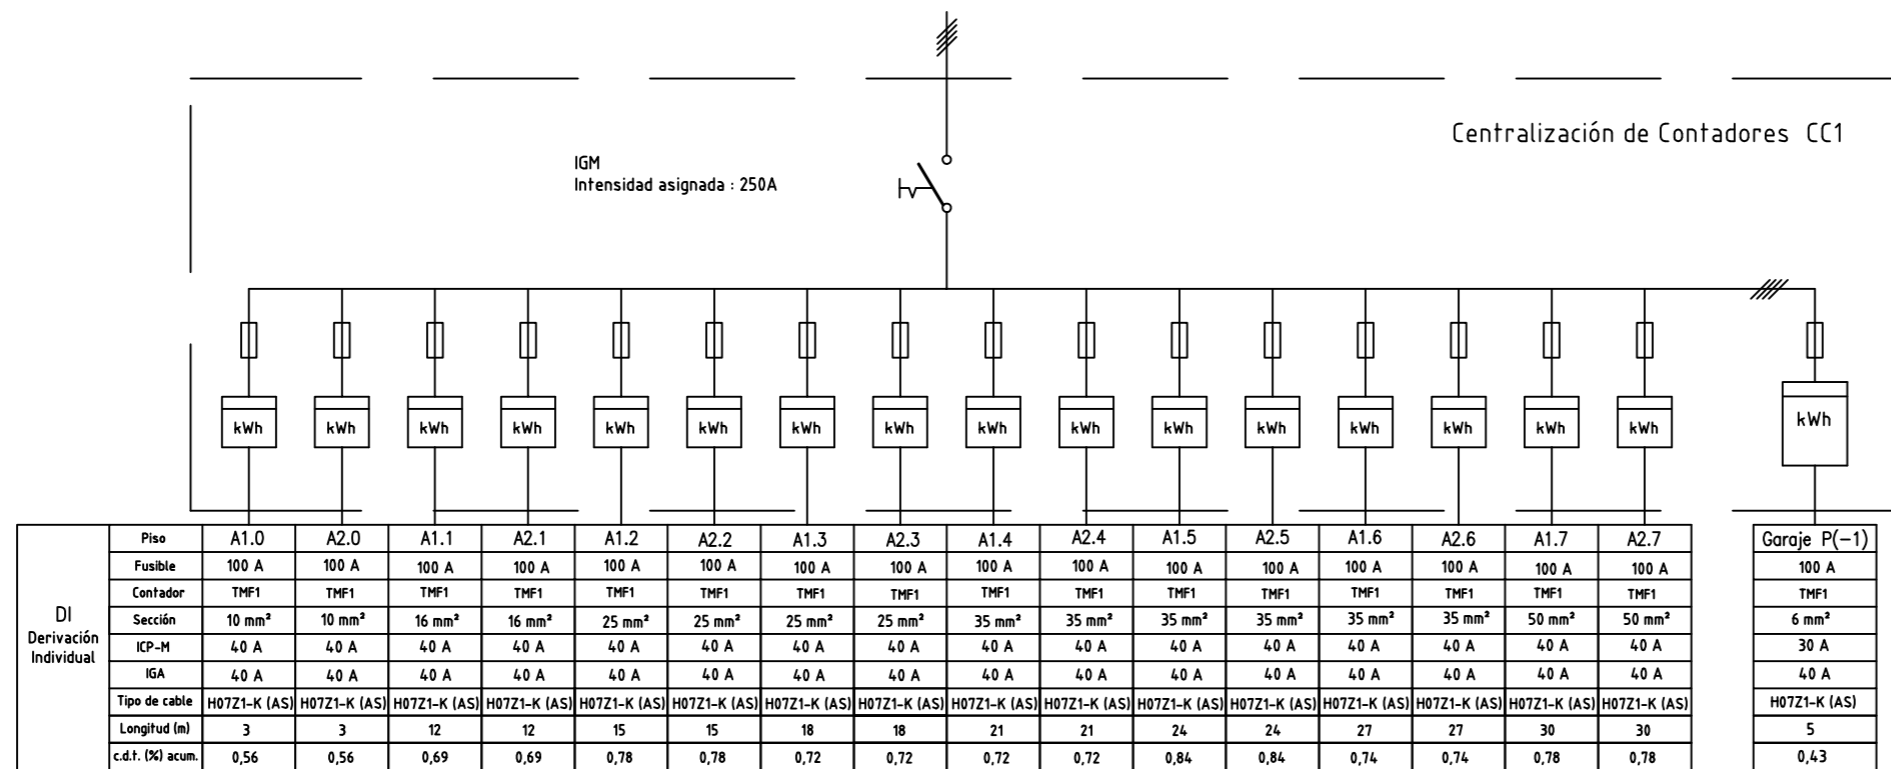 Centralización de Contadores CC1
IGM
Intensidad asignada : 250A
kWh kWh kWh kWh kWh kWh kWh kWh kWh kWh kWh kWh kWh kWh kWh kWh kWh
DI
Derivación
Individual
Piso A1.0 A2.0 A1.1 A2.1 A1.2 A2.2 A1.3 A2.3 A1.4 A2.4 A1.5 A2.5 A1.6 A2.6 A1.7 A2.7 Garaje P(-1)
Fusible 100 A 100 A 100 A 100 A 100 A 100 A 100 A 100 A 100 A 100 A 100 A 100 A 100 A 100 A 100 A 100 A 100 A
Contador TMF1 TMF1 TMF1 TMF1 TMF1 TMF1 TMF1 TMF1 TMF1 TMF1 TMF1 TMF1 TMF1 TMF1 TMF1 TMF1 TMF1
Sección 10 mm² 10 mm² 16 mm² 16 mm² 25 mm² 25 mm² 25 mm² 25 mm² 35 mm² 35 mm² 35 mm² 35 mm² 35 mm² 35 mm² 50 mm² 50 mm² 6 mm²
ICP-M 40 A 40 A 40 A 40 A 40 A 40 A 40 A 40 A 40 A 40 A 40 A 40 A 40 A 40 A 40 A 40 A 30 A
IGA 40 A 40 A 40 A 40 A 40 A 40 A 40 A 40 A 40 A 40 A 40 A 40 A 40 A 40 A 40 A 40 A 40 A
Tipo de cable H07Z1-K (AS) H07Z1-K (AS) H07Z1-K (AS) H07Z1-K (AS) H07Z1-K (AS) H07Z1-K (AS) H07Z1-K (AS) H07Z1-K (AS) H07Z1-K (AS) H07Z1-K (AS) H07Z1-K (AS) H07Z1-K (AS) H07Z1-K (AS) H07Z1-K (AS) H07Z1-K (AS) H07Z1-K (AS) H07Z1-K (AS)
Longitud (m) 3 3 12 12 15 15 18 18 21 21 24 24 27 27 30 30 5
c.d.t. (%) acum. 0,56 0,56 0,69 0,69 0,78 0,78 0,72 0,72 0,72 0,72 0,84 0,84 0,74 0,74 0,78 0,78 0,43